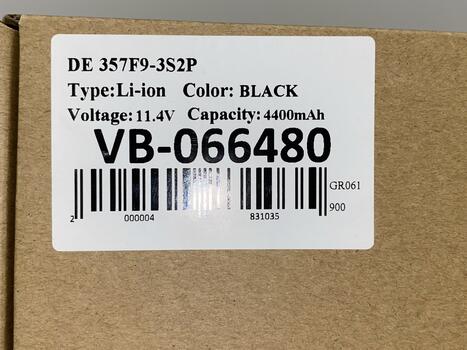 DE 357F9-3S2P
Type:Li-ion Color: BLACK
Voltage: 11.4V Capacity: 4400mAh
VB-066480
GR061
900
2 000004 831035